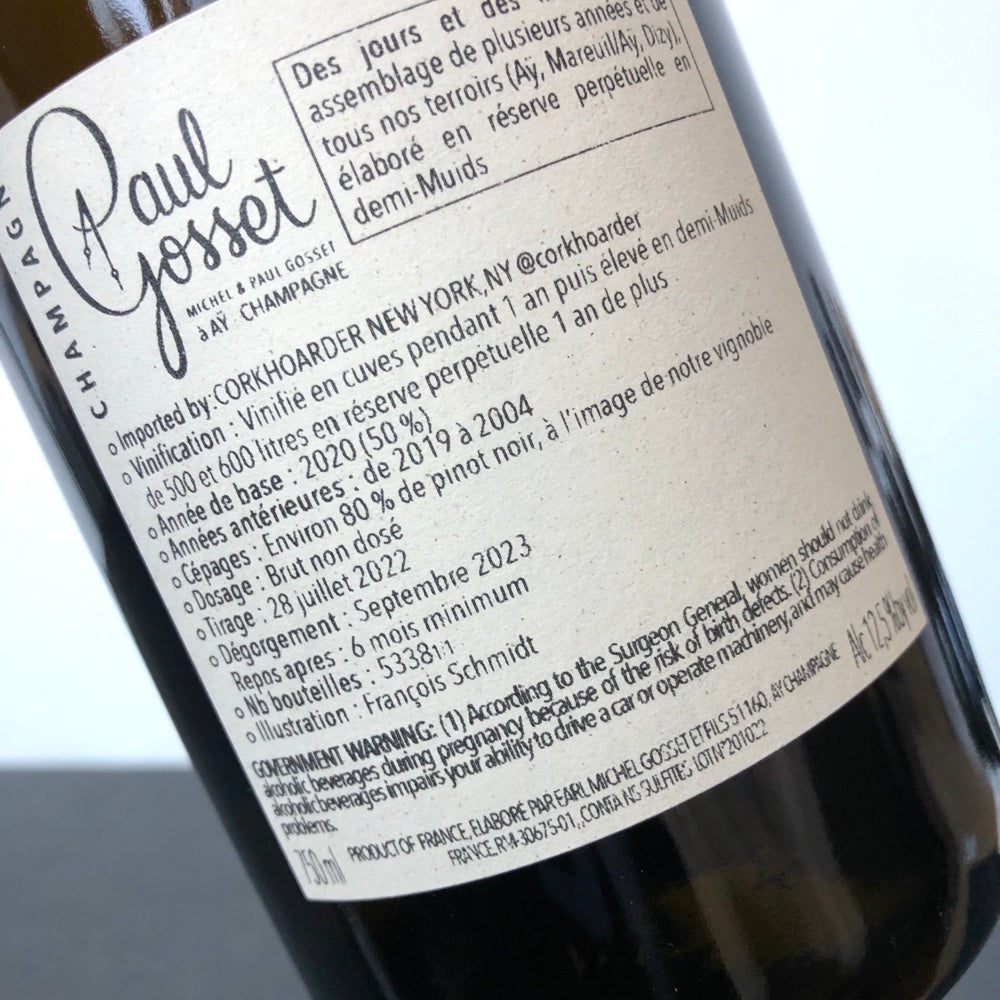 CHAMPAGN
Paul
Gosset
MICHEL & PAUL GOSSET
à AŸ . CHAMPAGNE
Des jours et des
assemblage de plusieurs années et de
tous nos terroirs (Aÿ, Mareuil/Aÿ, Dizy),
élaboré en réserve perpétuelle en
demi-Muids
o Imported by: CORKHOARDER NEW YORK, NY @corkhoarder
o Vinification : Vinifié en cuves pendant 1 an puis élevé en demi-Muids
de 500 et 600 litres en réserve perpétuelle 1 an de plus
o Année de base : 2020 (50 %)
o Années antérieures : de 2019 à 2004
o Cépages : Environ 80 % de pinot noir, à l'image de notre vignoble
o Dosage : Brut non dosé
o Tirage : 28 juillet 2022
o Dégorgement : Septembre 2023
Repos apres : 6 mois minimum
o Nb bouteilles : 5338
o Illustration : François Schmidt
GOVERNMENT WARNING: (1) According to the Surgeon General, women should not drink
alcoholic beverages during pregnancy because of the risk of birth defects. (2) Consumption of
alcoholic beverages impairs your ability to drive a car or operate machinery, and may cause health
problems.
750 ml
PRODUCT OF FRANCE, ELABORE PAR EARL MICHEL GOSSET ET FILS 51160, AY CHAMPAGNE
FRANCE. RM-30675-01, CONTAINS SULFITES LOT N°201022
Alc 12,5 % by vol